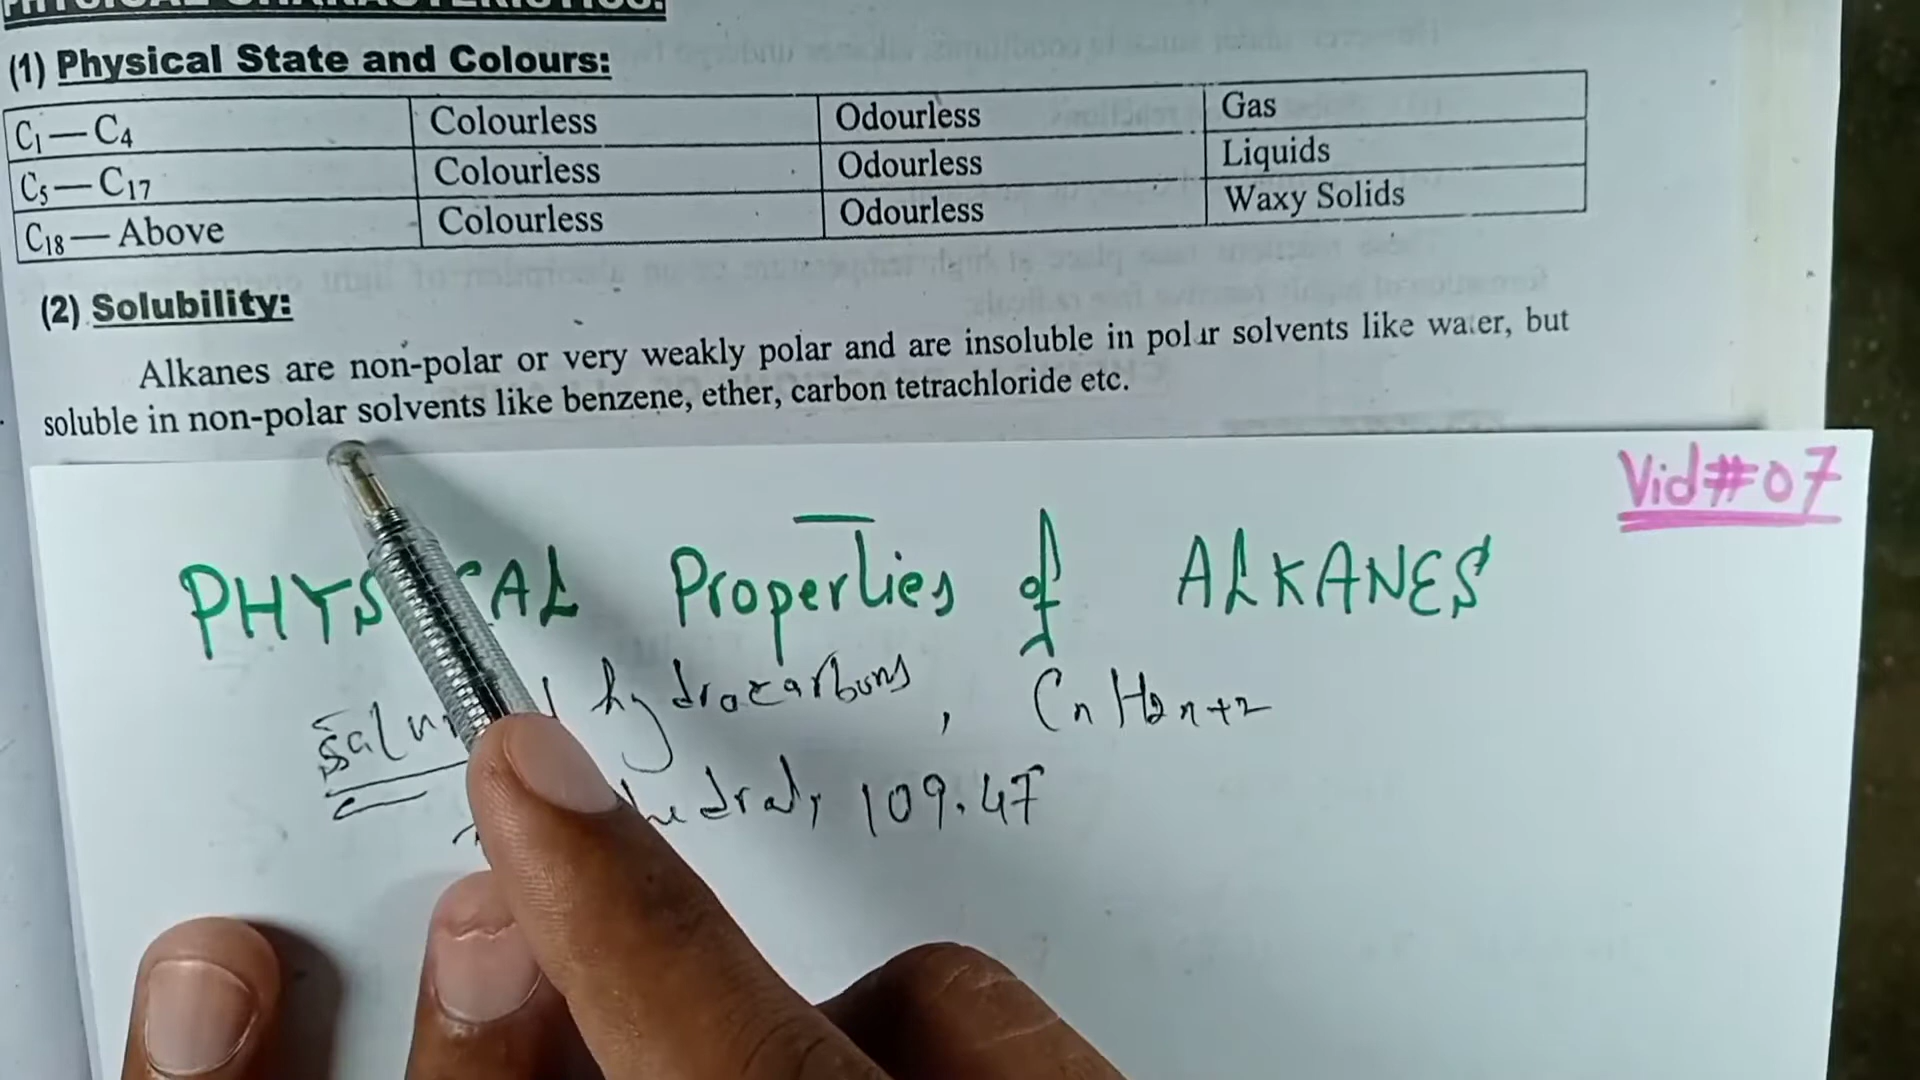 PHYSICAL CHARACTERISTICS:
(1) Physical State and Colours:
C₁ — C₄ Colourless Odourless Gas
C₅ — C₁₇ Colourless Odourless Liquids
C₁₈ — Above Colourless Odourless Waxy Solids
(2) Solubility:
Alkanes are non-polar or very weakly polar and are insoluble in polar solvents like water, but
soluble in non-polar solvents like benzene, ether, carbon tetrachloride etc.
Vid#07
PHYSICAL Properties of ALKANES
hydrocarbons, CnH2n+2
109.47